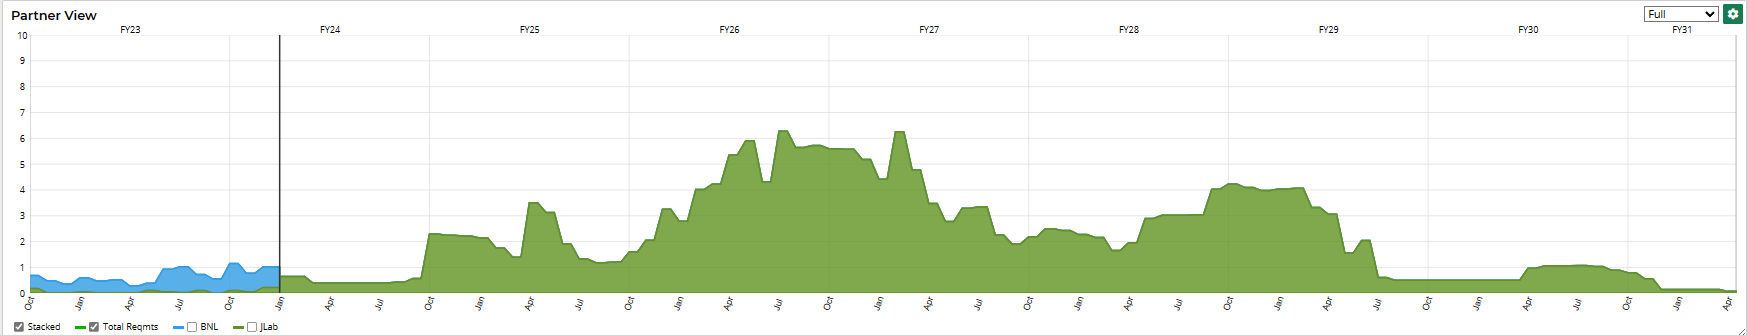 Partner View
Full
FY23 FY24 FY25 FY26 FY27 FY28 FY29 FY30 FY31
10
9
8
7
6
5
4
3
2
1
0
Oct Jan Apr Jul Oct Jan Apr Jul Oct Jan Apr Jul Oct Jan Apr Jul Oct Jan Apr Jul Oct Jan Apr Jul Oct Jan Apr Jul Oct Jan Apr Jul Oct Jan Apr
Stacked Total Reqmts BNL JLab